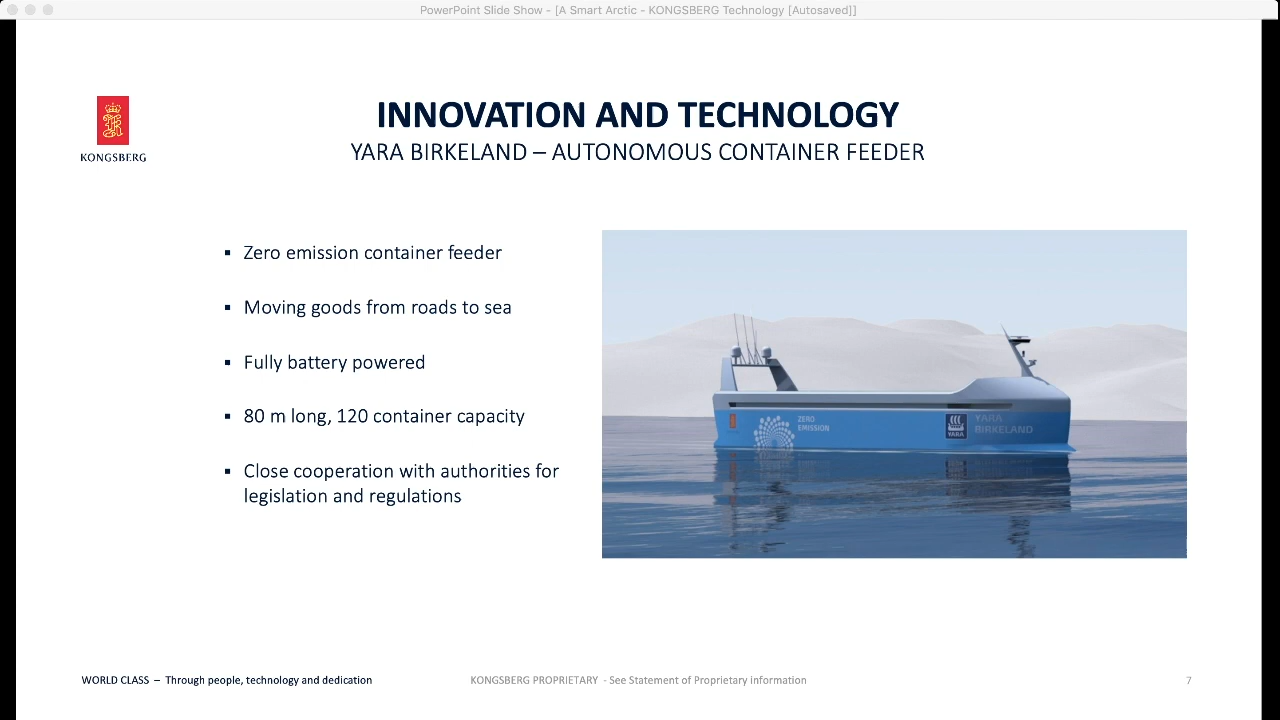 PowerPoint Slide Show - [A Smart Arctic - KONGSBERG Technology [Autosaved]]
KONGSBERG
INNOVATION AND TECHNOLOGY
YARA BIRKELAND – AUTONOMOUS CONTAINER FEEDER
▪ Zero emission container feeder
▪ Moving goods from roads to sea
▪ Fully battery powered
▪ 80 m long, 120 container capacity
▪ Close cooperation with authorities for
legislation and regulations
ZERO
EMISSION
YARA
YARA
BIRKELAND
WORLD CLASS – Through people, technology and dedication
KONGSBERG PROPRIETARY - See Statement of Proprietary information
7